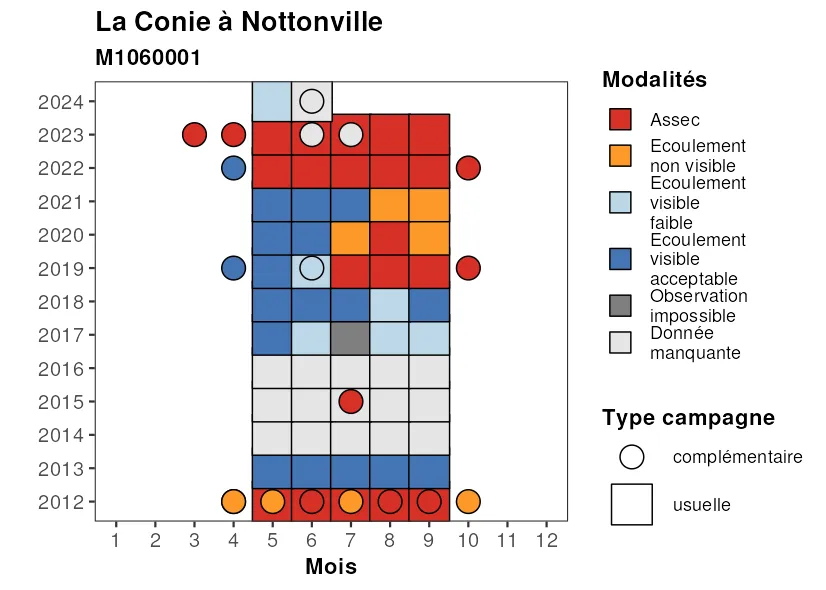 La Conie à Nottonville
M1060001
2024
2023
2022
2021
2020
2019
2018
2017
2016
2015
2014
2013
2012
1 2 3 4 5 6 7 8 9 10 11 12
Mois
Modalités
Assec
Ecoulement
non visible
Ecoulement
visible
faible
Ecoulement
visible
acceptable
Observation
impossible
Donnée
manquante
Type campagne
complémentaire
usuelle